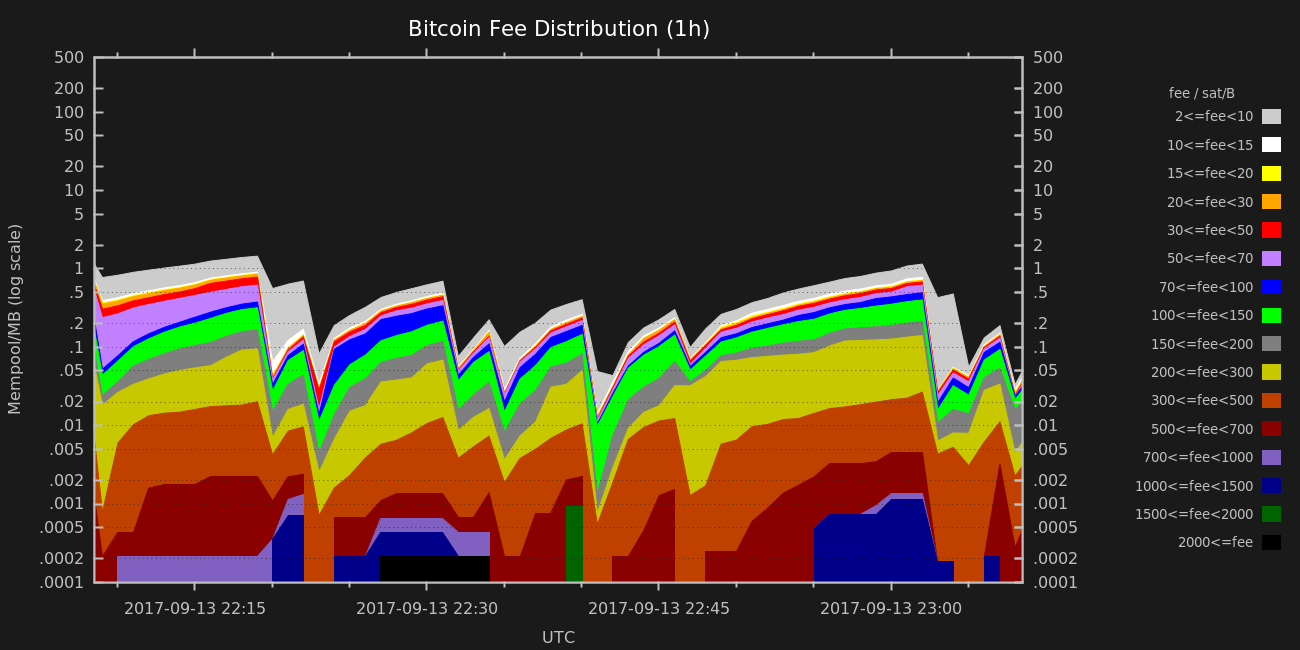 Bitcoin Fee Distribution (1h)
Mempool/MB (log scale)
500
200
100
50
20
10
5
2
1
.5
.2
.1
.05
.02
.01
.005
.002
.001
.0005
.0002
.0001
500
200
100
50
20
10
5
2
1
.5
.2
.1
.05
.02
.01
.005
.002
.001
.0005
.0002
.0001
2017-09-13 22:15
2017-09-13 22:30
2017-09-13 22:45
2017-09-13 23:00
UTC
fee / sat/B
2<=fee<10
10<=fee<15
15<=fee<20
20<=fee<30
30<=fee<50
50<=fee<70
70<=fee<100
100<=fee<150
150<=fee<200
200<=fee<300
300<=fee<500
500<=fee<700
700<=fee<1000
1000<=fee<1500
1500<=fee<2000
2000<=fee